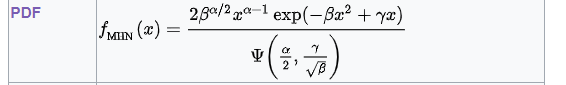 PDF
f_MHN (x) = 2β^{α/2} x^{α−1} exp(−βx² + γx) / Ψ(α/2, γ/√β)